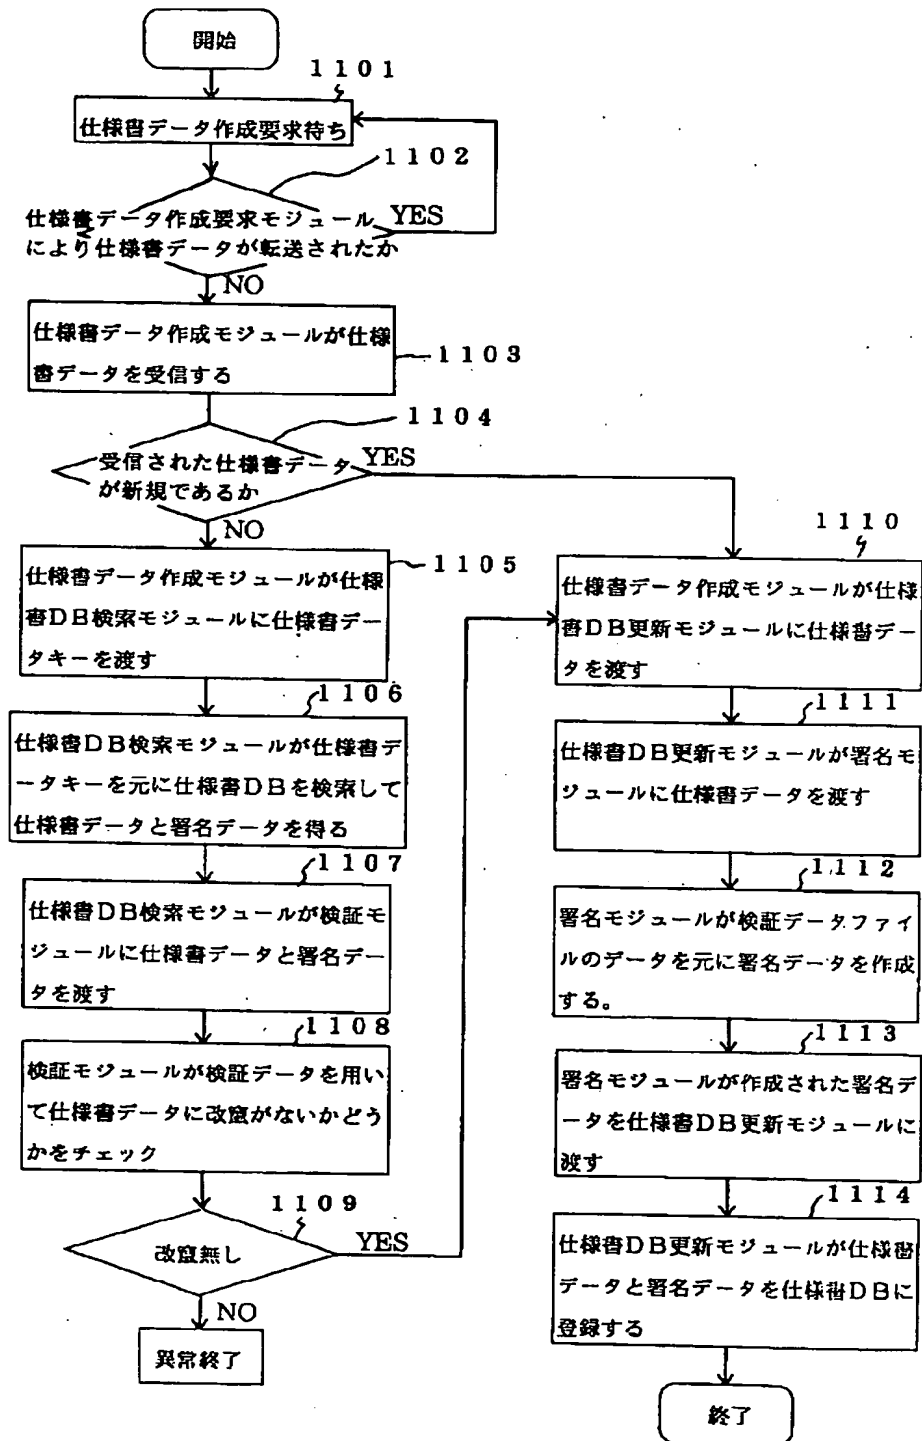 開始
1101
仕様書データ作成要求待ち
1102
仕様書データ作成要求モジュール
により仕様書データが転送されたか
YES
NO
仕様書データ作成モジュールが仕様
書データを受信する
1103
1104
受信された仕様書データ
が新規であるか
YES
NO
仕様書データ作成モジュールが仕様
書DB検索モジュールに仕様書デー
タキーを渡す
1105
1106
仕様書DB検索モジュールが仕様書デ
ータキーを元に仕様書DBを検索して
仕様書データと署名データを得る
1107
仕様書DB検索モジュールが検証モ
ジュールに仕様書データと署名デー
タを渡す
1108
検証モジュールが検証データを用い
て仕様書データに改竄がないかどう
かをチェック
1109
改竄無し
YES
NO
異常終了
1110
仕様書データ作成モジュールが仕様
書DB更新モジュールに仕様書デー
タを渡す
1111
仕様書DB更新モジュールが署名モ
ジュールに仕様書データを渡す
1112
署名モジュールが検証データファイ
ルのデータを元に署名データを作成
する。
1113
署名モジュールが作成された署名デ
ータを仕様書DB更新モジュールに
渡す
1114
仕様書DB更新モジュールが仕様書
データと署名データを仕様書DBに
登録する
終了